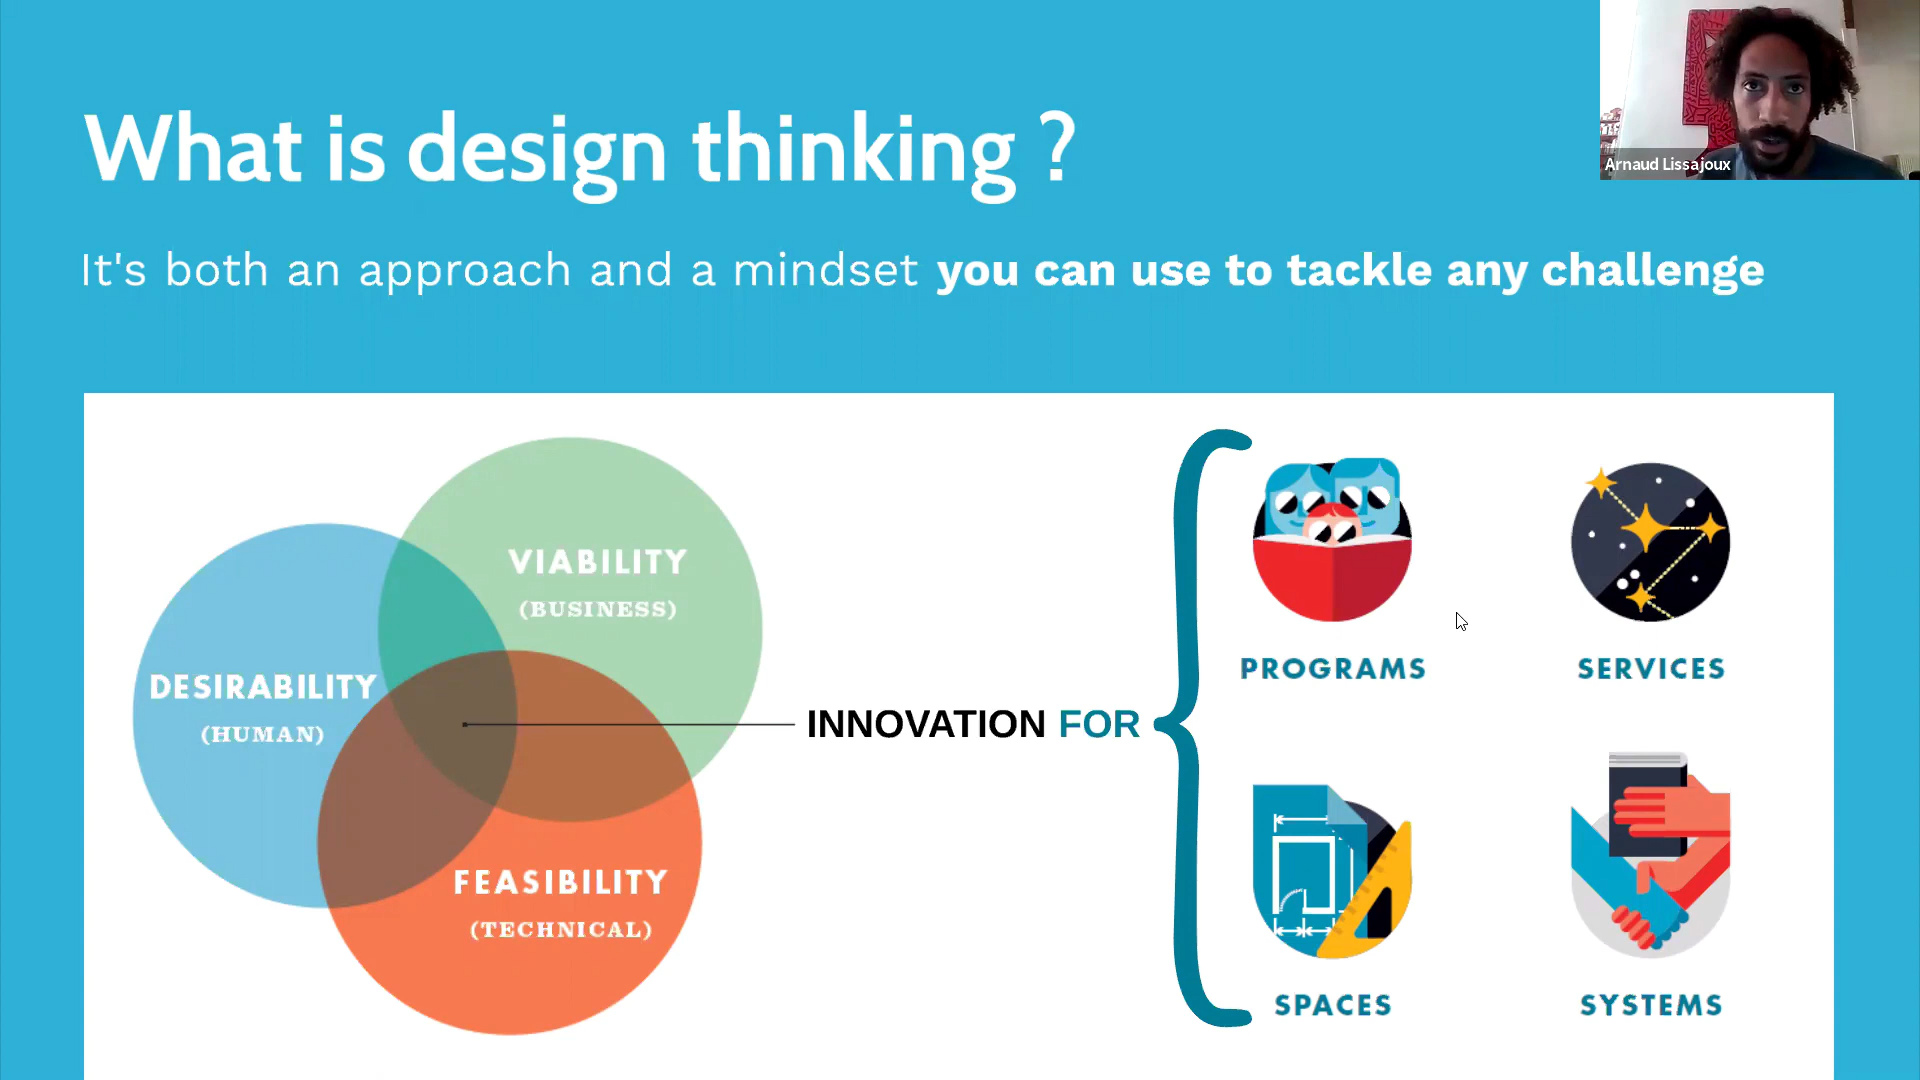 Arnaud Lissajoux
What is design thinking ?
It's both an approach and a mindset you can use to tackle any challenge
VIABILITY
(BUSINESS)
DESIRABILITY
(HUMAN)
FEASIBILITY
(TECHNICAL)
INNOVATION FOR
PROGRAMS
SERVICES
SPACES
SYSTEMS